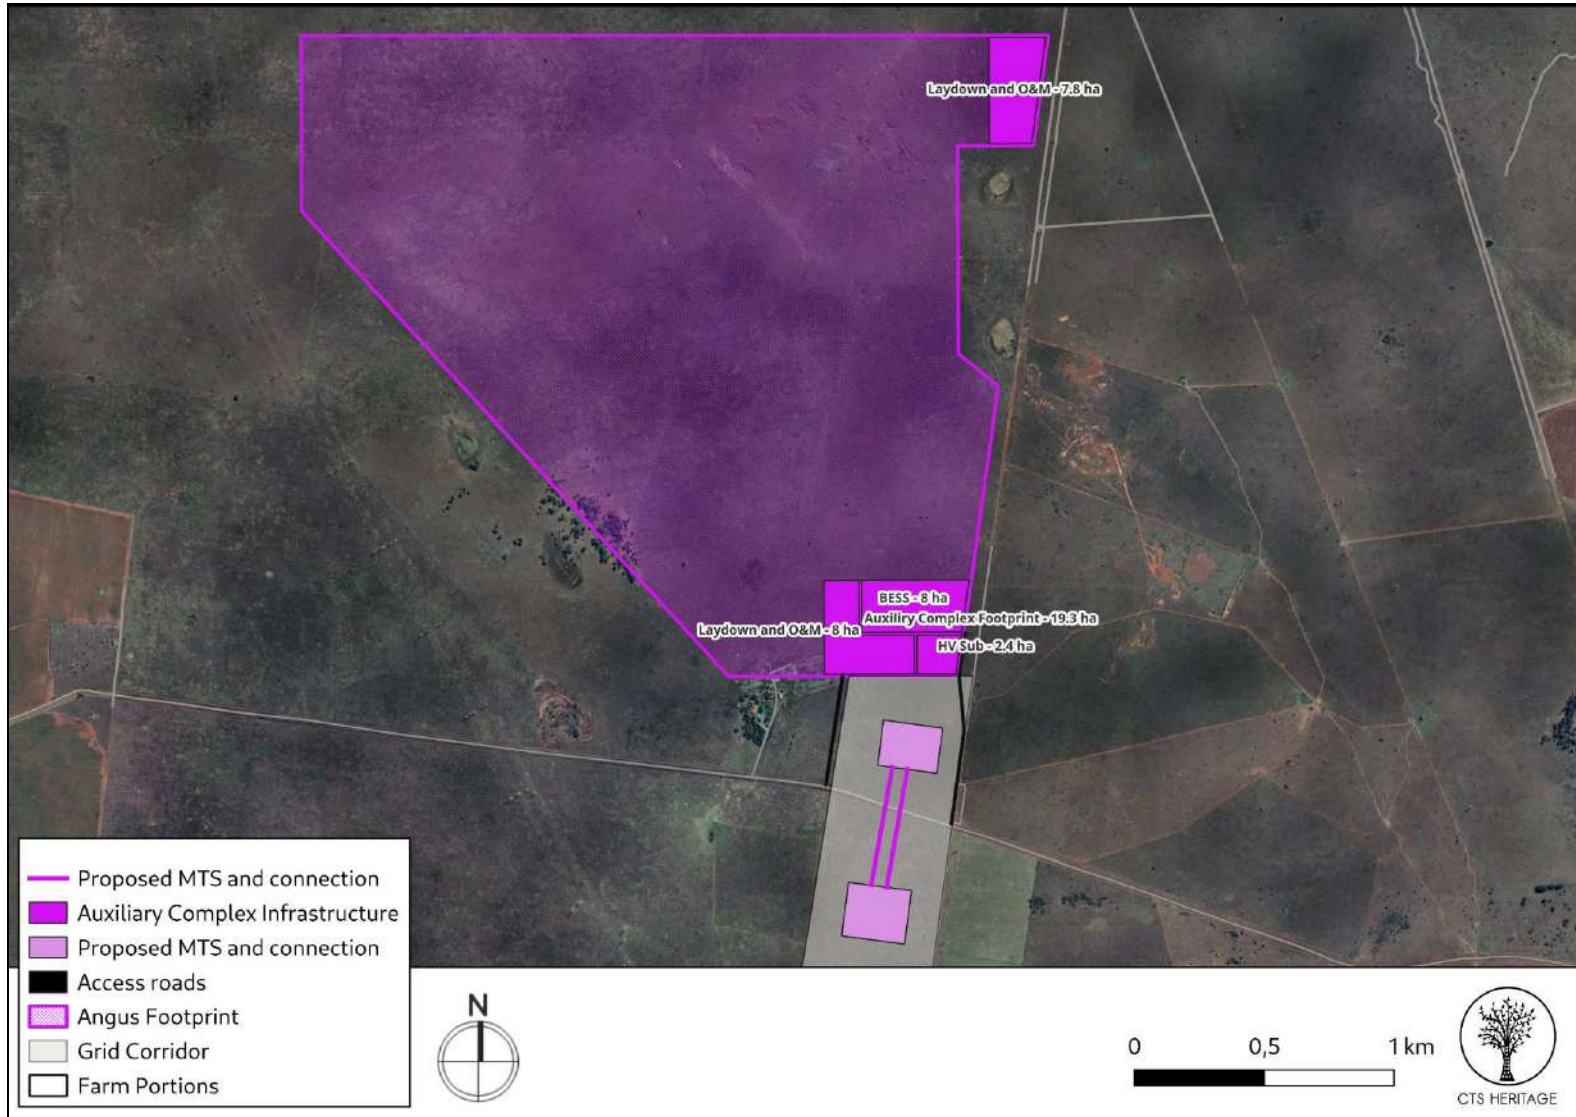 Laydown and O&M - 7.8 ha
BESS - 8 ha
Auxiliry Complex Footprint - 19.3 ha
Laydown and O&M - 8 ha
HV Sub - 2.4 ha
Proposed MTS and connection
Auxiliary Complex Infrastructure
Proposed MTS and connection
Access roads
Angus Footprint
Grid Corridor
Farm Portions
N
0 0,5 1 km
CTS HERITAGE